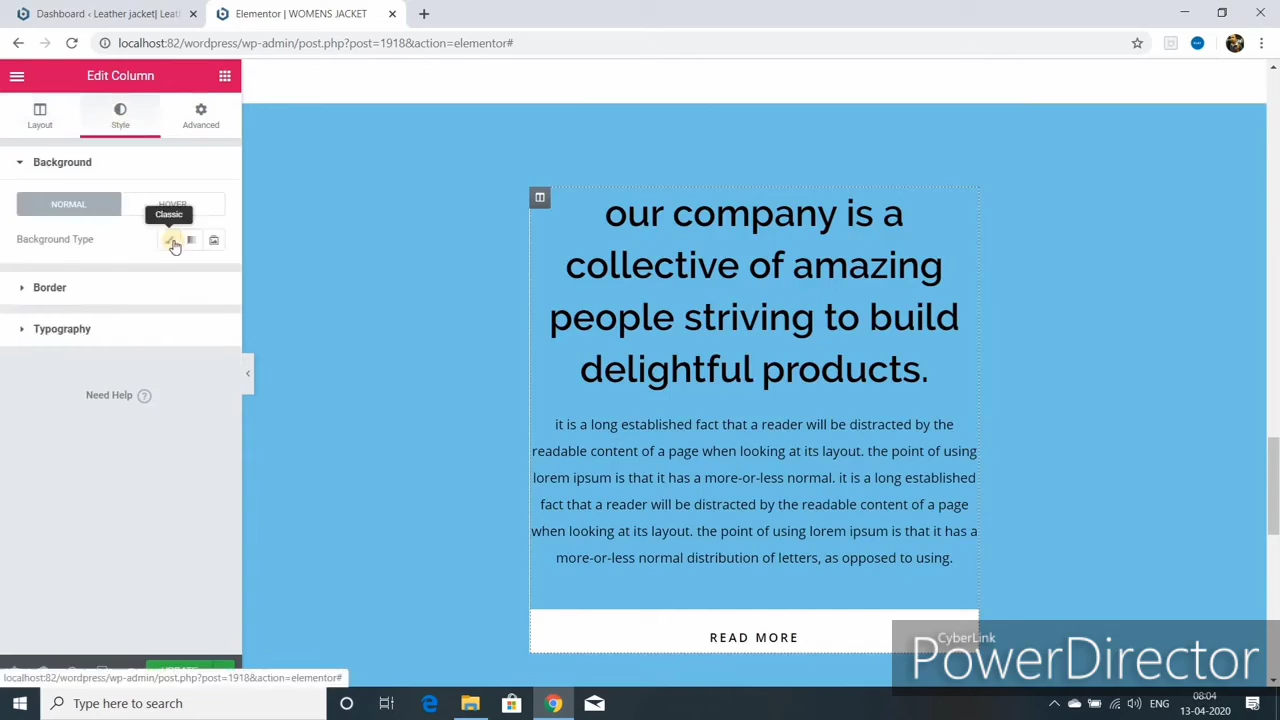 Dashboard ‹ Leather jacket| Leat
Elementor | WOMENS JACKET
localhost:82/wordpress/wp-admin/post.php?post=1918&action=elementor#
Edit Column
Layout
Style
Advanced
Background
NORMAL
HOVER
Classic
Background Type
Border
Typography
Need Help ?
our company is a
collective of amazing
people striving to build
delightful products.
it is a long established fact that a reader will be distracted by the
readable content of a page when looking at its layout. the point of using
lorem ipsum is that it has a more-or-less normal. it is a long established
fact that a reader will be distracted by the readable content of a page
when looking at its layout. the point of using lorem ipsum is that it has a
more-or-less normal distribution of letters, as opposed to using.
READ MORE
CyberLink
PowerDirector
UPDATE
localhost:82/wordpress/wp-admin/post.php?post=1918&action=elementor#
Type here to search
ENG
08:04
13-04-2020